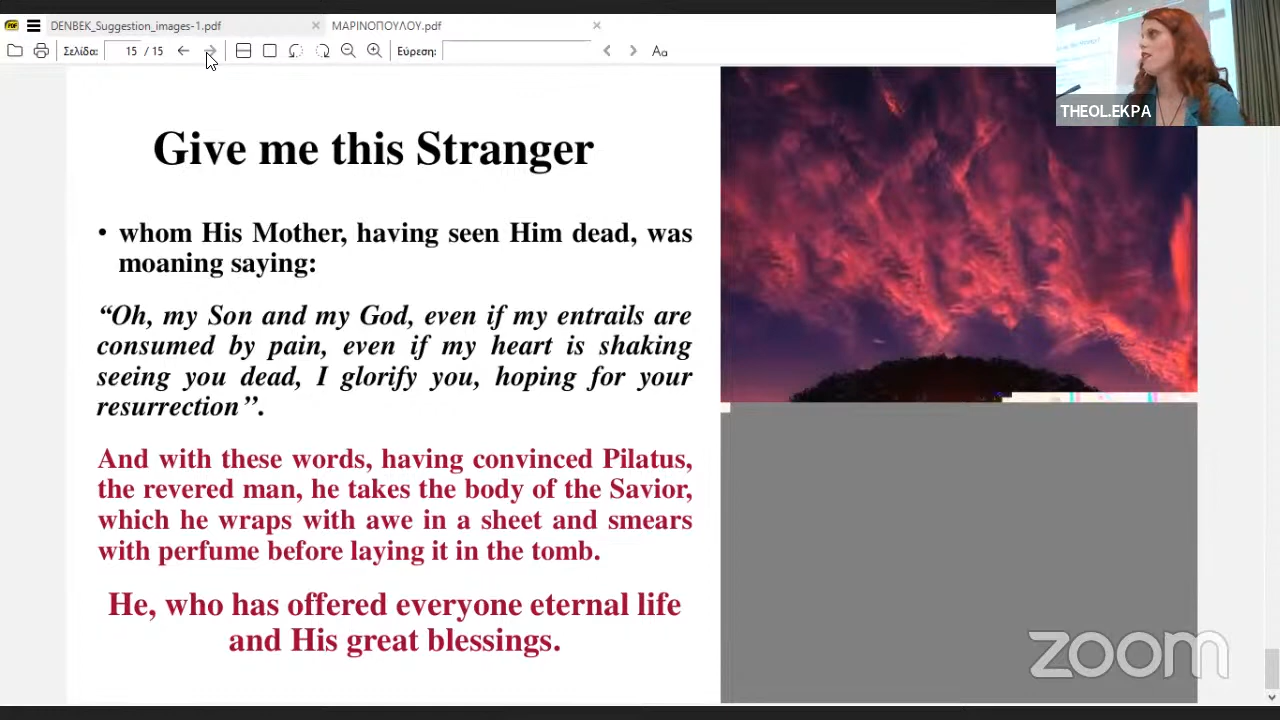 DENBEK_Suggestion_images-1.pdf
ΜΑΡΙΝΟΠΟΥΛΟΥ.pdf
Σελίδα: 15 / 15
Εύρεση:
Aα
THEOL.EKPA
Give me this Stranger
• whom His Mother, having seen Him dead, was
moaning saying:
“Oh, my Son and my God, even if my entrails are
consumed by pain, even if my heart is shaking
seeing you dead, I glorify you, hoping for your
resurrection”.
And with these words, having convinced Pilatus,
the revered man, he takes the body of the Savior,
which he wraps with awe in a sheet and smears
with perfume before laying it in the tomb.
He, who has offered everyone eternal life
and His great blessings.
zoom